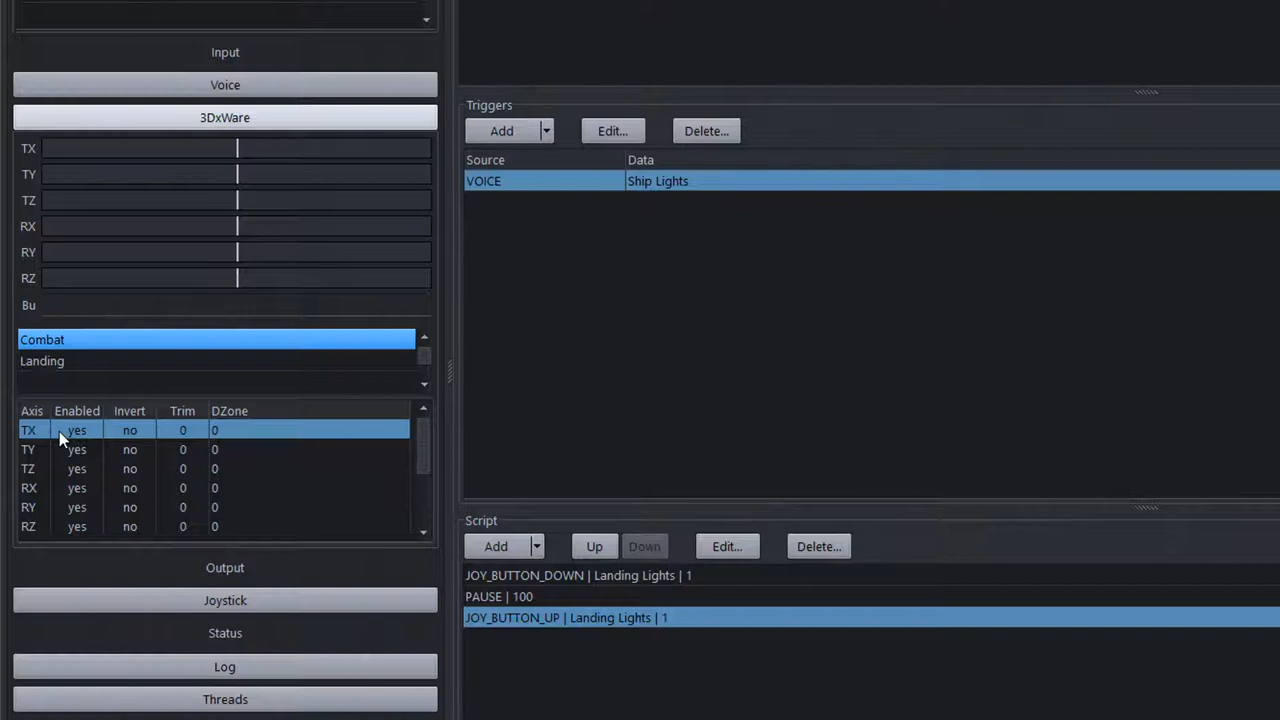 Input
Voice
3DxWare
TX
TY
TZ
RX
RY
RZ
Bu
Combat
Landing
Axis Enabled Invert Trim DZone
TX yes no 0 0
TY yes no 0 0
TZ yes no 0 0
RX yes no 0 0
RY yes no 0 0
RZ yes no 0 0
Output
Joystick
Status
Log
Threads
Triggers
Add Edit... Delete...
Source Data
VOICE Ship Lights
Script
Add Up Down Edit... Delete...
JOY_BUTTON_DOWN | Landing Lights | 1
PAUSE | 100
JOY_BUTTON_UP | Landing Lights | 1